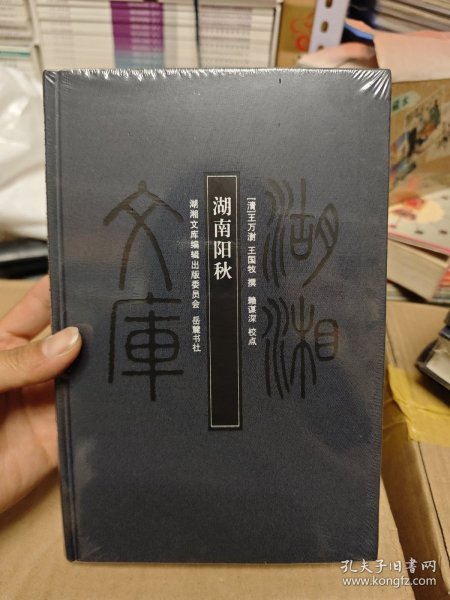 湖湘
文库
[清]王万澍 王国牧 撰 赖谋深 校点
湖南阳秋
湖湘文库编辑出版委员会 岳麓书社
孔夫子旧书网
www.kongfz.com